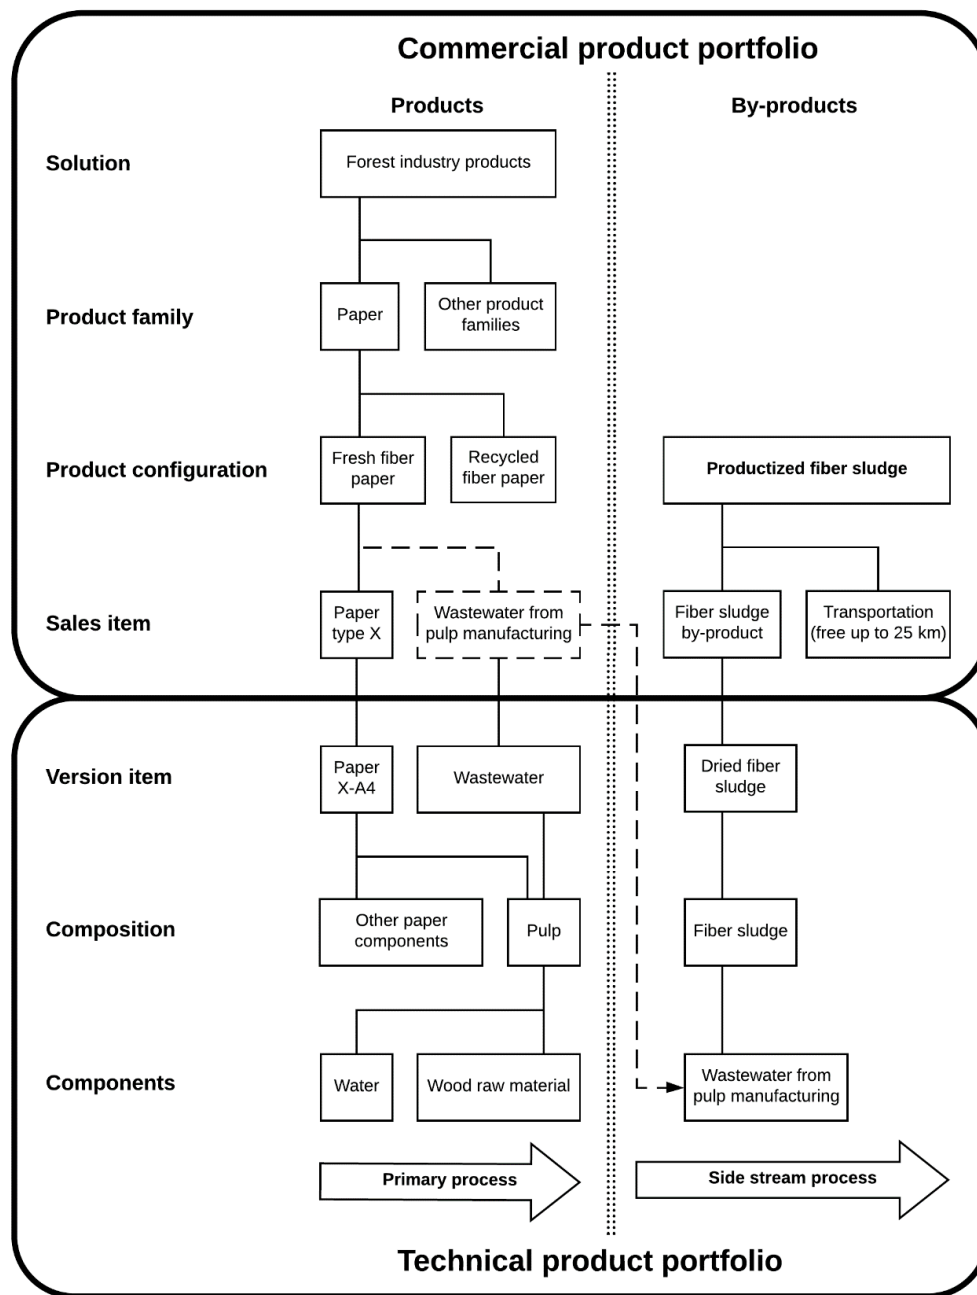 Commercial product portfolio
Products
By-products
Solution
Forest industry products
Product family
Paper
Other product
families
Product configuration
Fresh fiber
paper
Recycled
fiber paper
Productized fiber sludge
Sales item
Paper
type X
Wastewater from
pulp manufacturing
Fiber sludge
by-product
Transportation
(free up to 25 km)
Version item
Paper
X-A4
Wastewater
Dried fiber
sludge
Composition
Other paper
components
Pulp
Fiber sludge
Components
Water
Wood raw material
Wastewater from
pulp manufacturing
Primary process
Side stream process
Technical product portfolio